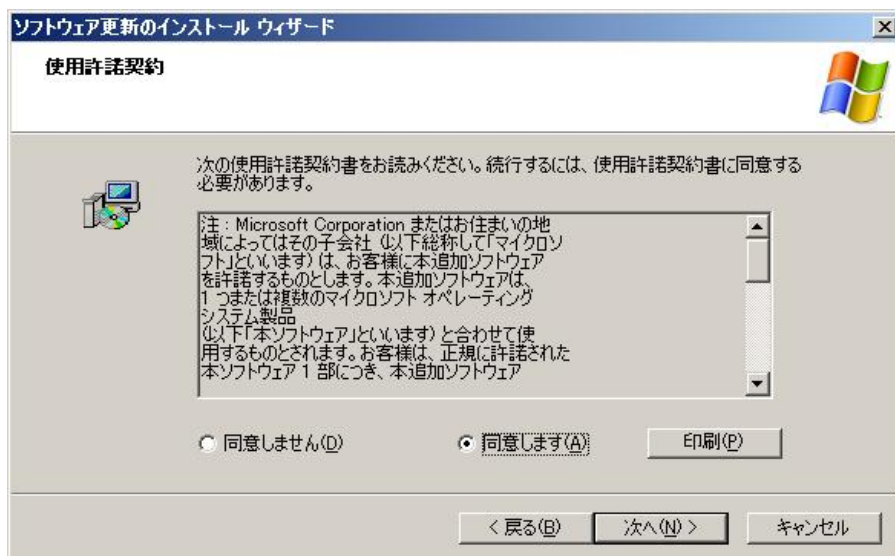 ソフトウェア更新のインストール ウィザード
使用許諾契約
次の使用許諾契約書をお読みください。続行するには、使用許諾契約書に同意する
必要があります。
注 : Microsoft Corporation またはお住まいの地
域によってはその子会社 (以下総称して「マイクロソ
フト」といいます) は、お客様に本追加ソフトウェア
を許諾するものとします。本追加ソフトウェアは、
1 つまたは複数のマイクロソフト オペレーティング
システム製品
(以下「本ソフトウェア」といいます) と合わせて使
用するものとされます。お客様は、正規に許諾された
本ソフトウェア 1 部につき、本追加ソフトウェア
同意しません(D) 同意します(A) 印刷(P)
< 戻る(B) 次へ(N) > キャンセル